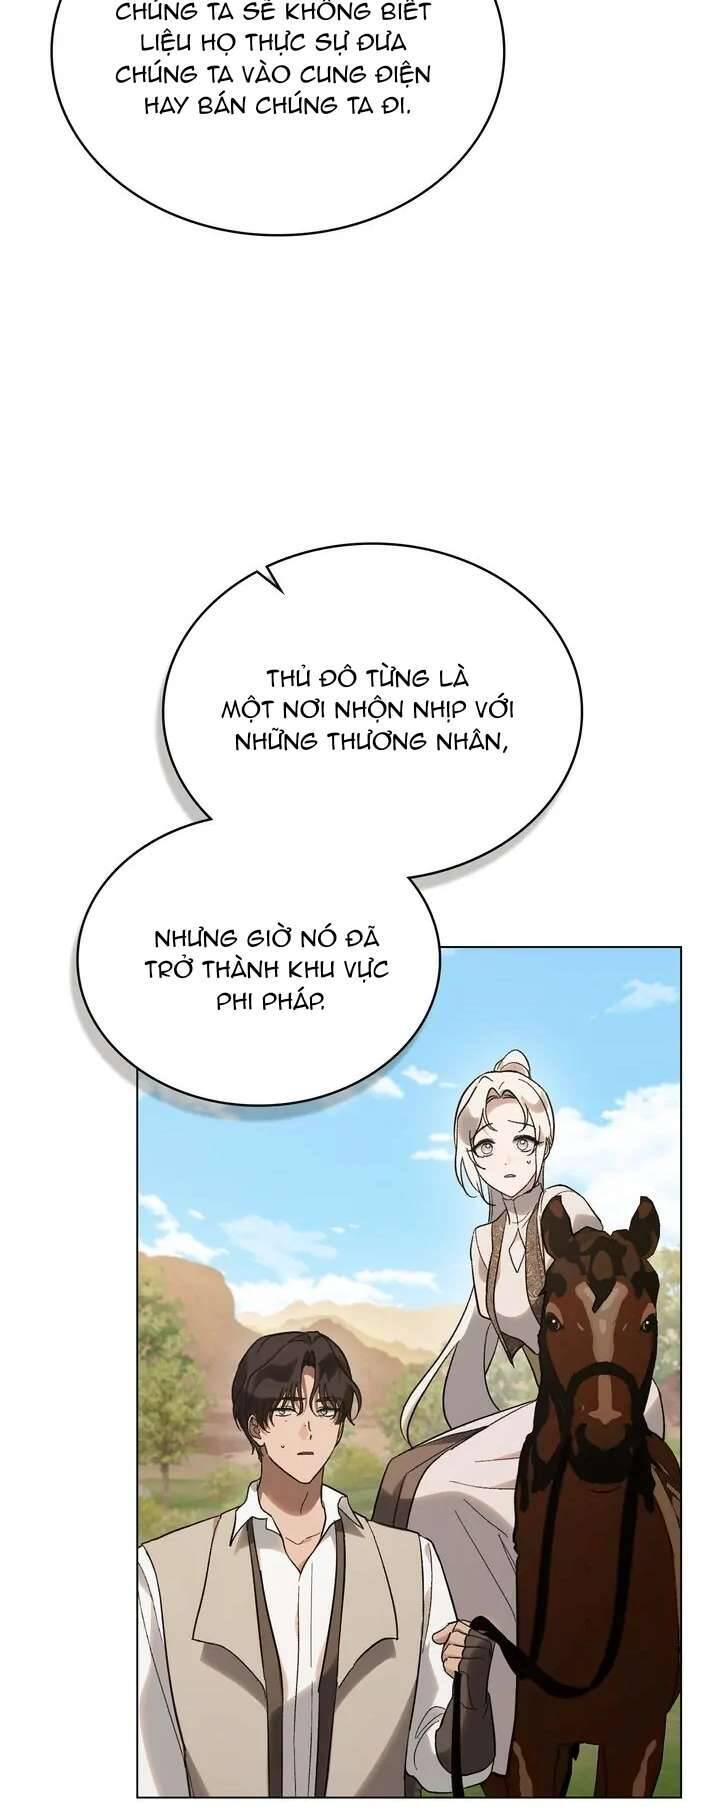 CHÚNG TA SẼ KHÔNG BIẾT
LIỆU HỌ THỰC SỰ ĐƯA
CHÚNG TA VÀO CUNG ĐIỆN
HAY BÁN CHÚNG TA ĐI.
THỦ ĐÔ TỪNG LÀ
MỘT NƠI NHỘN NHỊP VỚI
NHỮNG THƯƠNG NHÂN,
NHƯNG GIỜ NÓ ĐÃ
TRỞ THÀNH KHU VỰC
PHI PHÁP.